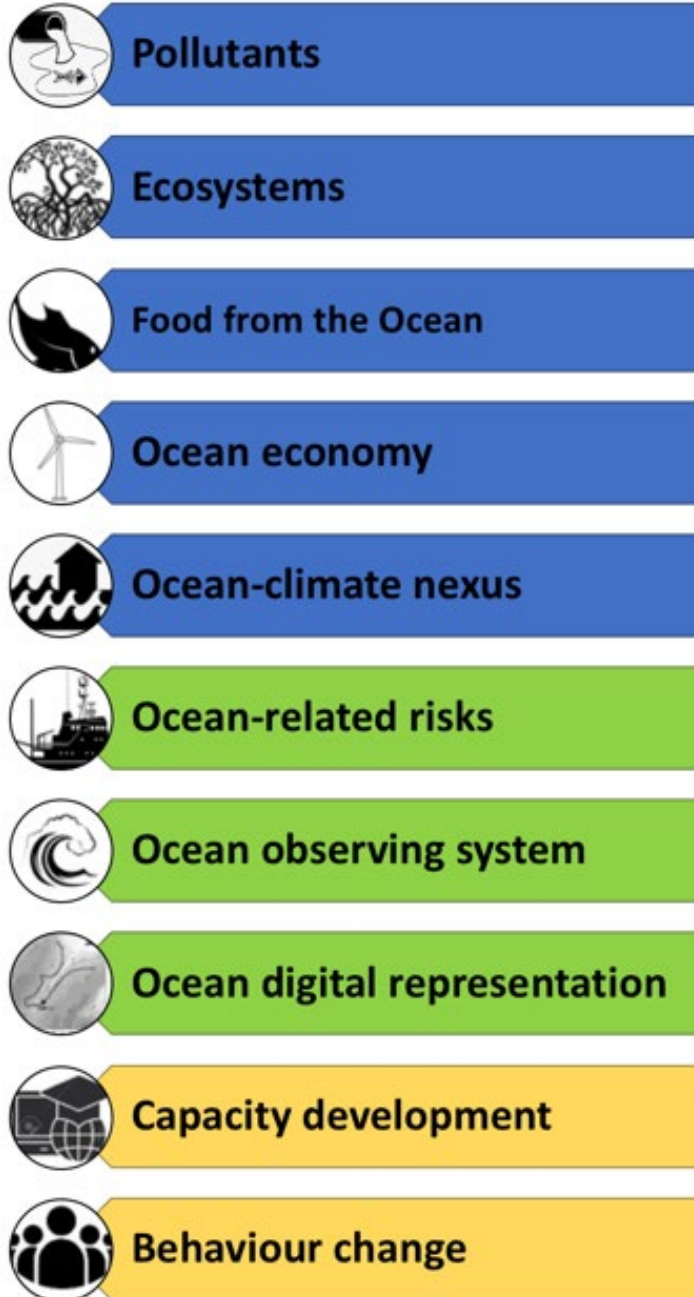 Pollutants
Ecosystems
Food from the Ocean
Ocean economy
Ocean-climate nexus
Ocean-related risks
Ocean observing system
Ocean digital representation
Capacity development
Behaviour change